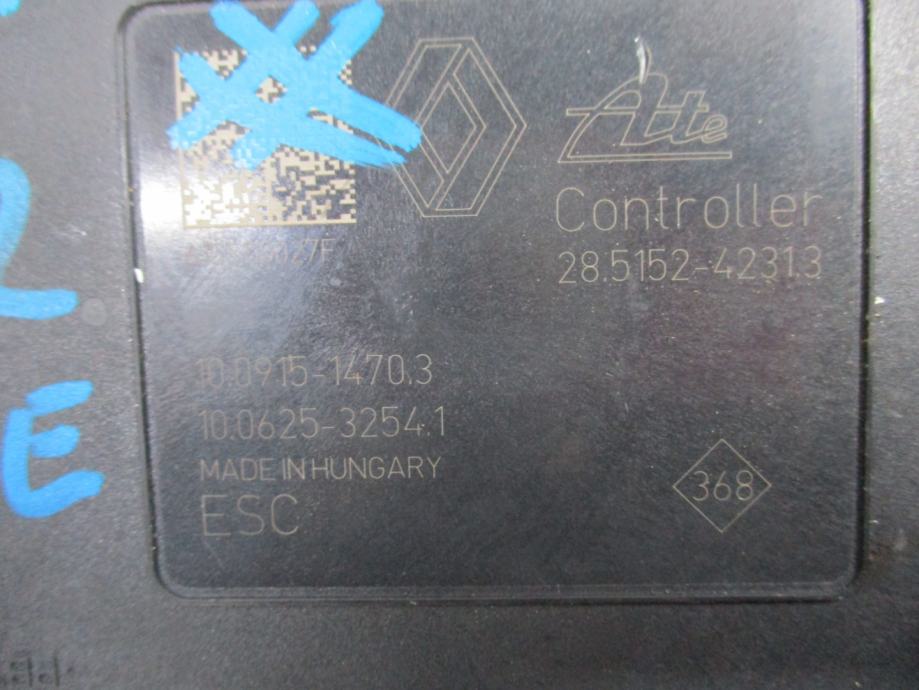 Ate
Controller
28.5152-4231.3
10.0915-1470.3
10.0625-3254.1
MADE IN HUNGARY
ESC
368
2
E